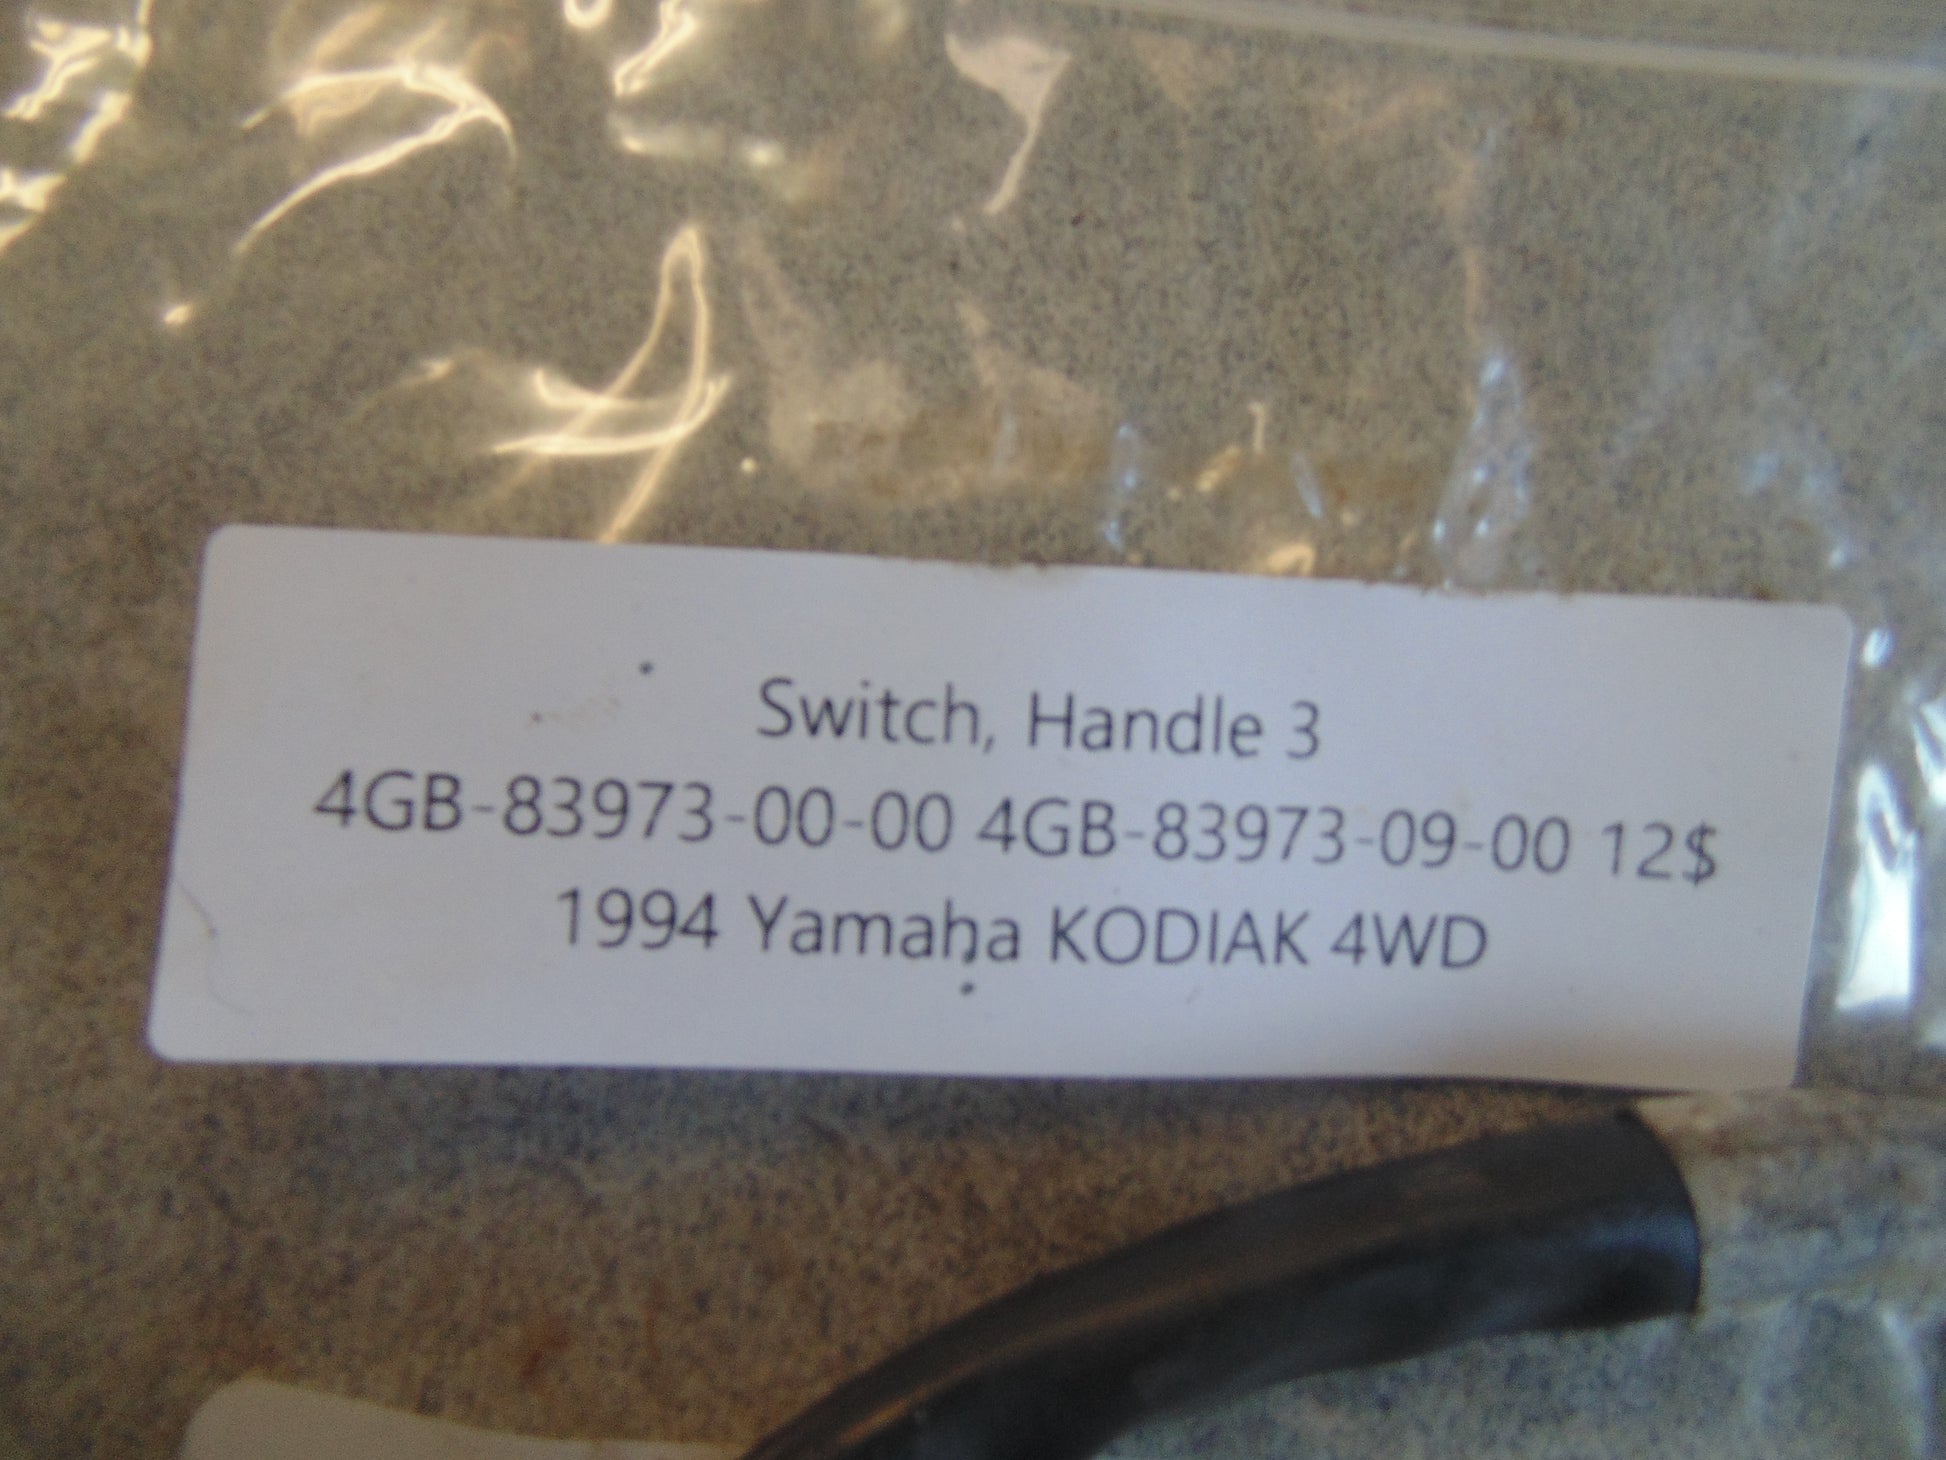 Switch, Handle 3
4GB-83973-00-00 4GB-83973-09-00 12$
1994 Yamaha KODIAK 4WD